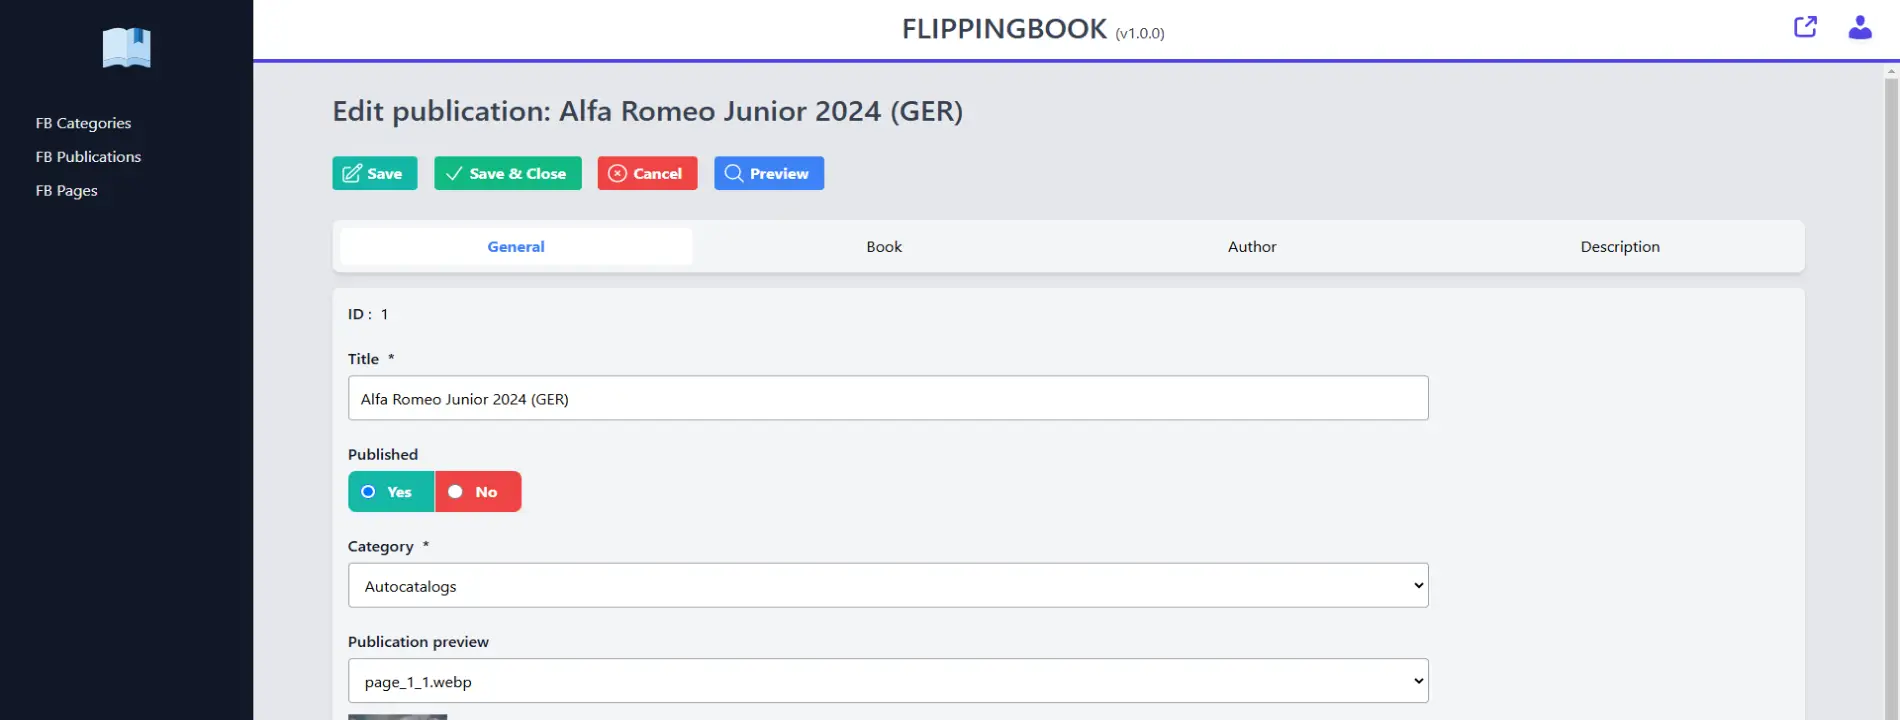 FLIPPINGBOOK (v1.0.0)
FB Categories
FB Publications
FB Pages
Edit publication: Alfa Romeo Junior 2024 (GER)
Save Save & Close Cancel Preview
General Book Author Description
ID : 1
Title *
Alfa Romeo Junior 2024 (GER)
Published
Yes No
Category *
Autocatalogs
Publication preview
page_1_1.webp